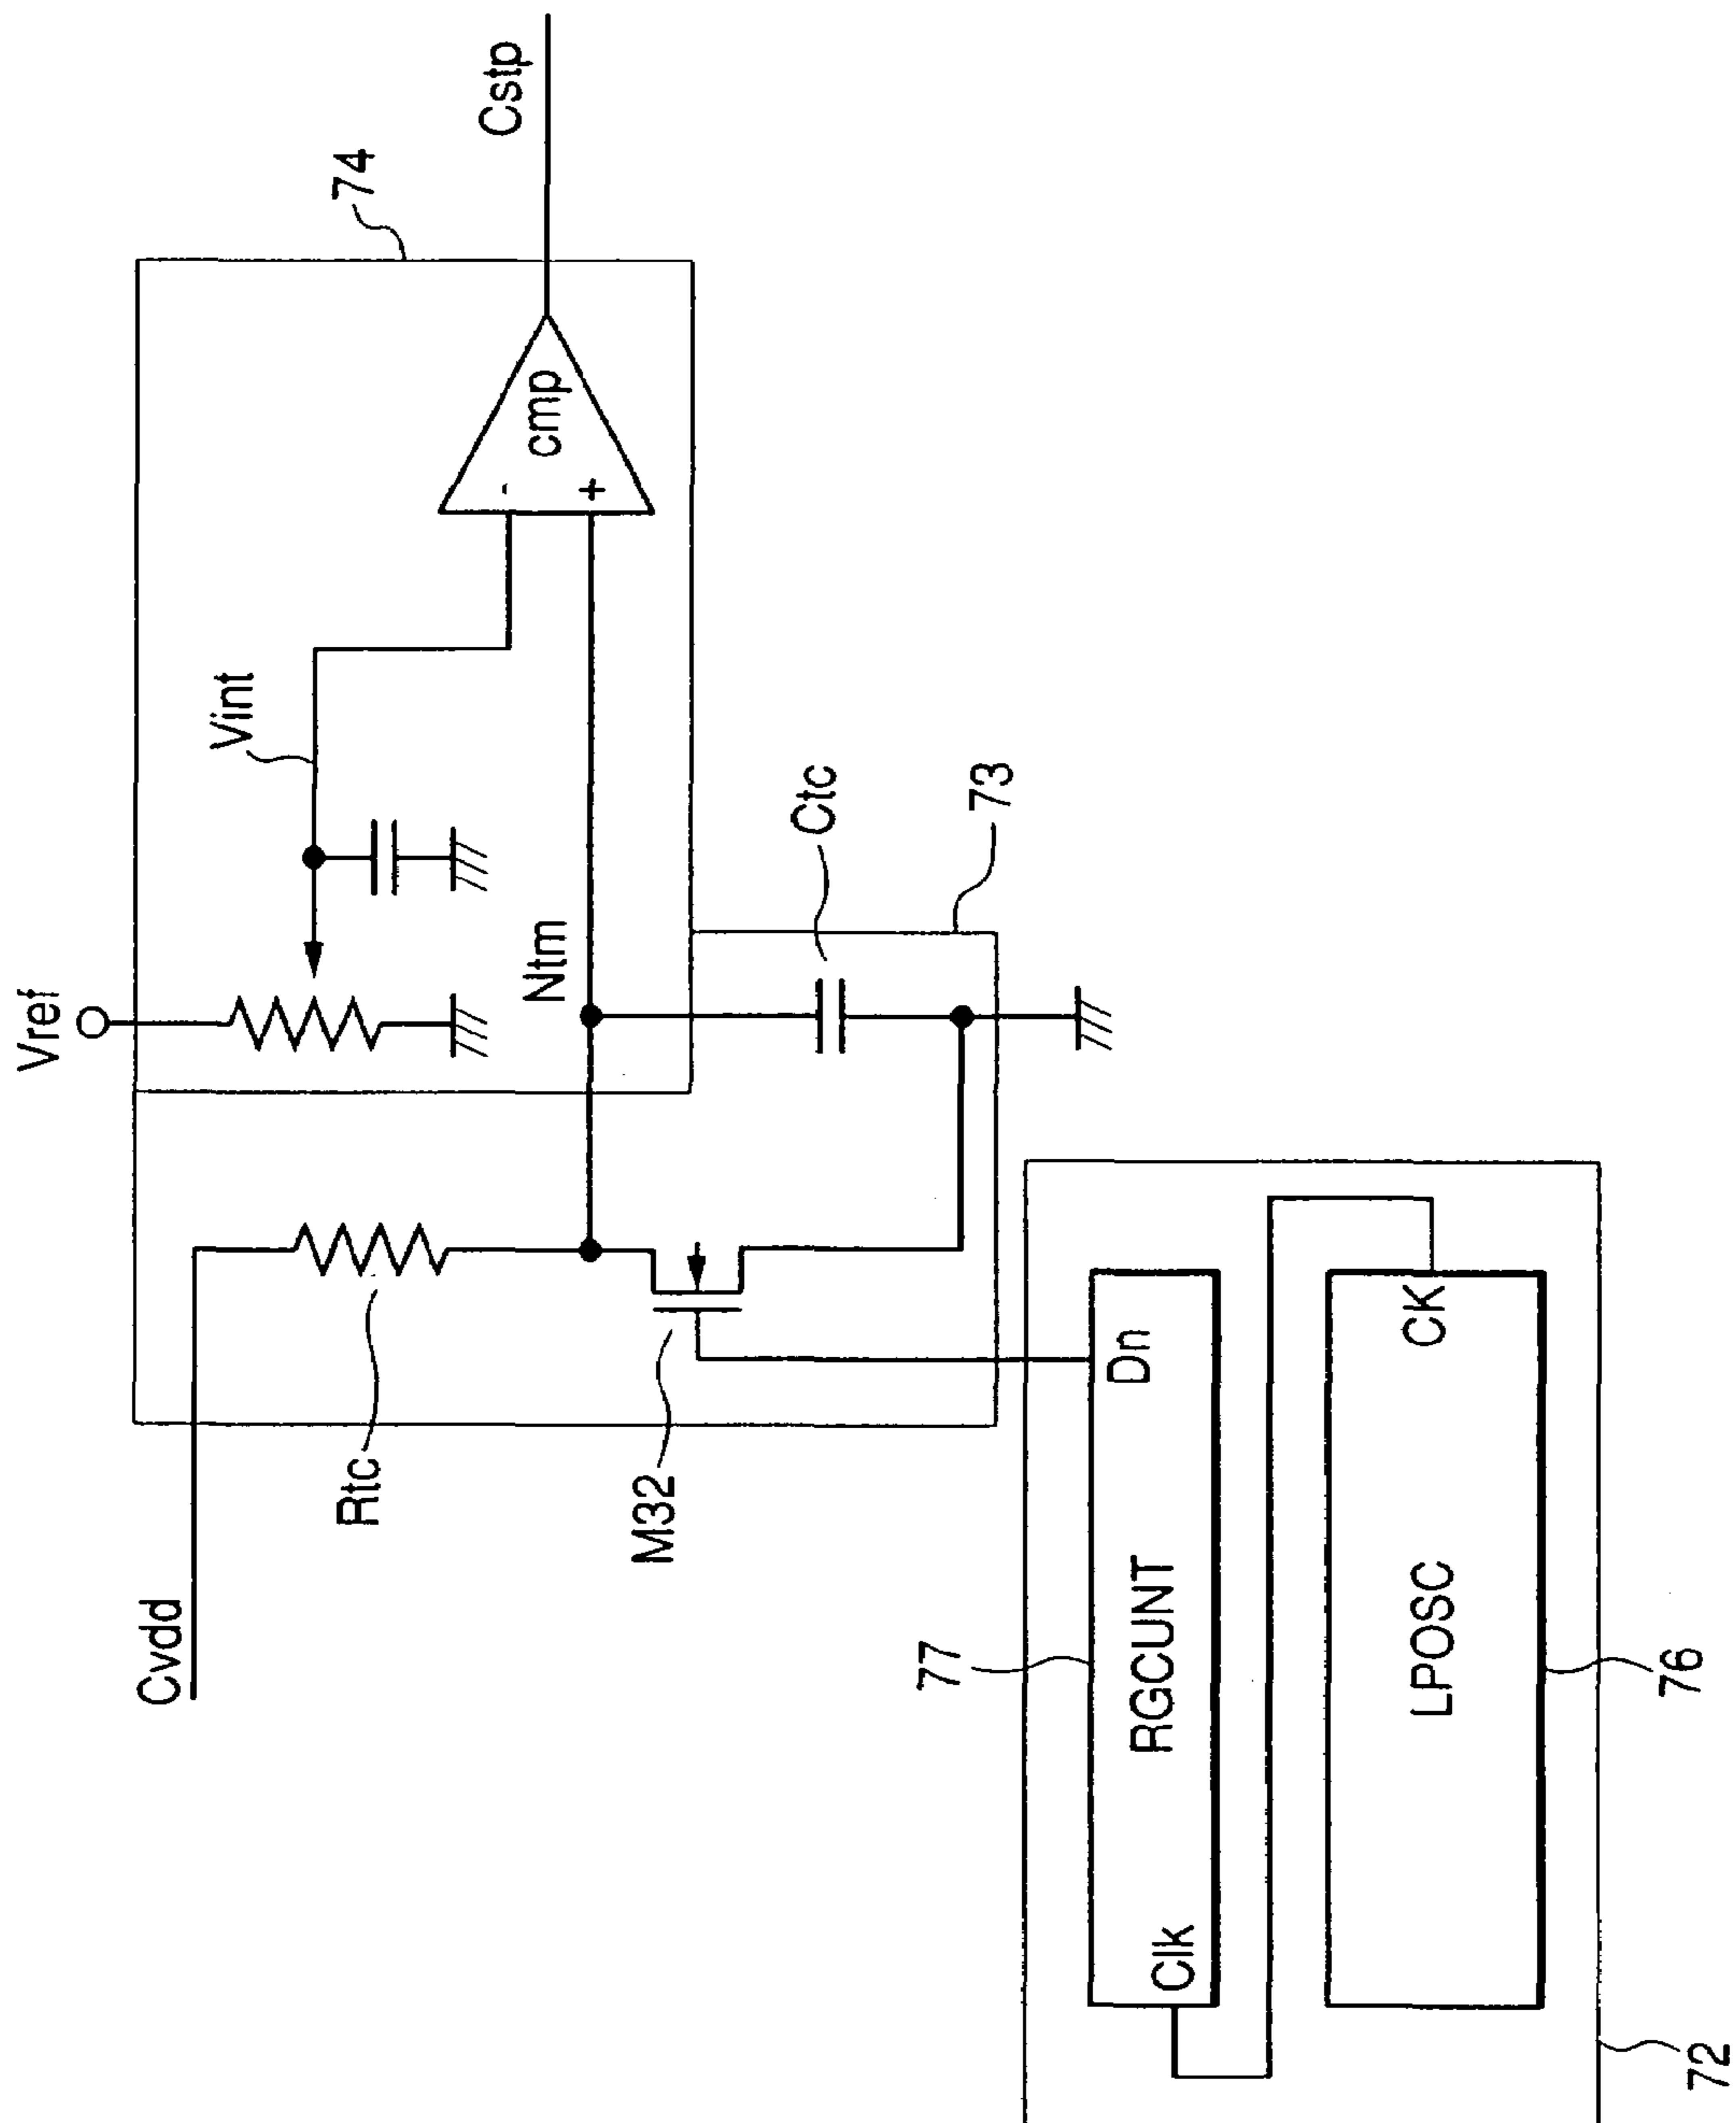 Vref
Cvdd
Vint
Rtc
74
Cstp
cmp
-
+
Ntm
M32
Ctc
73
77
Dn
RGCUNT
Clk
CK
LPOSC
76
72